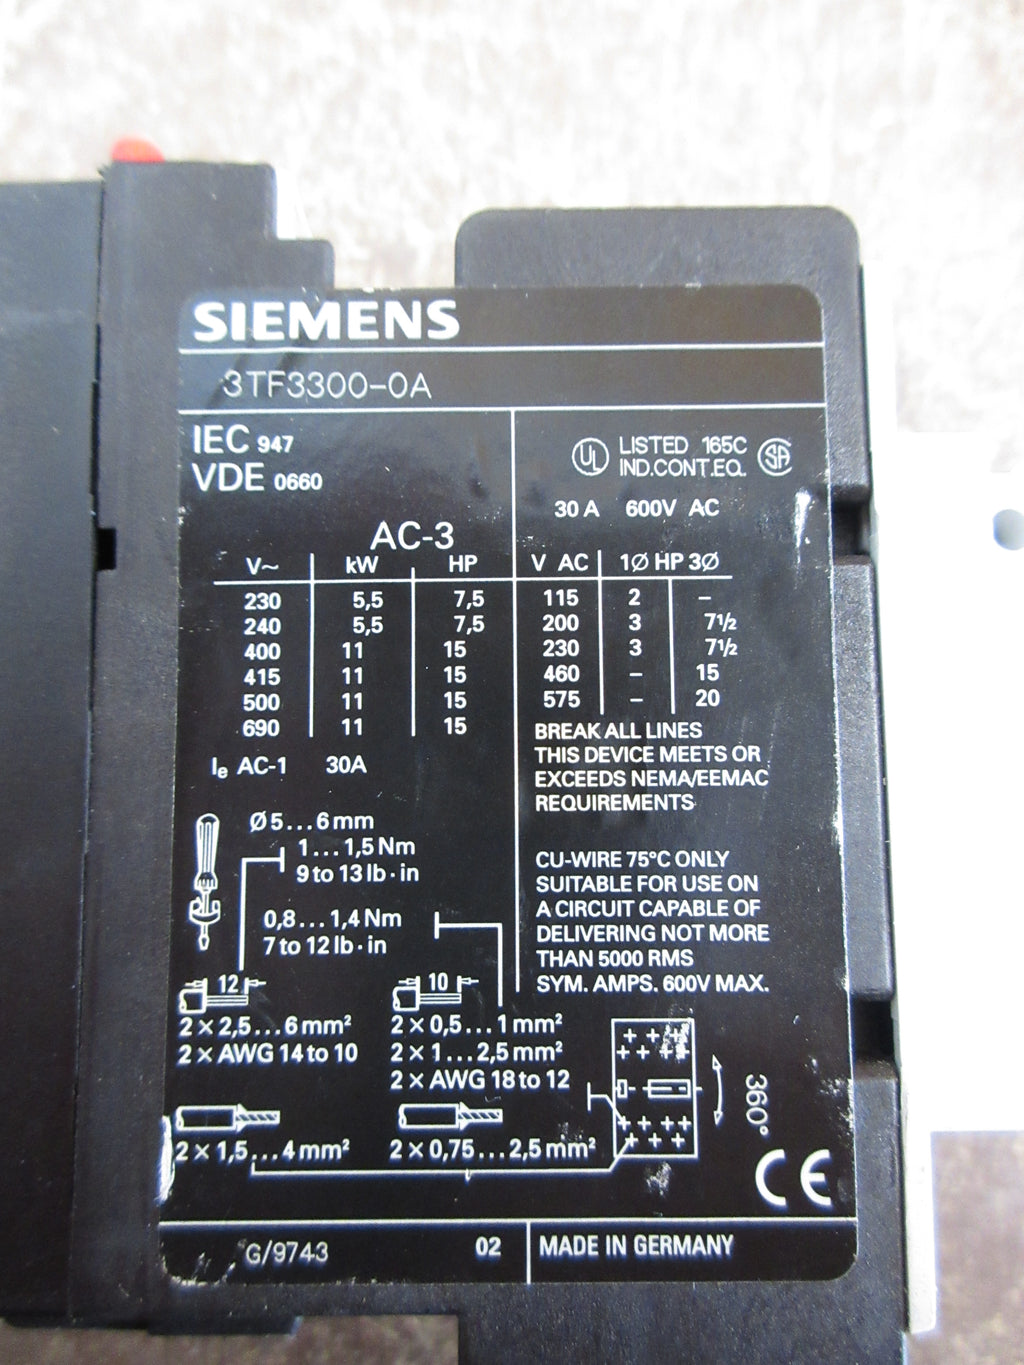 SIEMENS
3TF3300-0A
IEC 947
VDE 0660
AC-3
V~ kW HP
230 5,5 7,5
240 5,5 7,5
400 11 15
415 11 15
500 11 15
690 11 15
Ie AC-1 30A
UL LISTED 165C SA
IND.CONT.EQ.
30 A 600V AC
V AC 1Ø HP 3Ø
115 2 –
200 3 7½
230 3 7½
460 – 15
575 – 20
BREAK ALL LINES
THIS DEVICE MEETS OR
EXCEEDS NEMA/EEMAC
REQUIREMENTS
CU-WIRE 75°C ONLY
SUITABLE FOR USE ON
A CIRCUIT CAPABLE OF
DELIVERING NOT MORE
THAN 5000 RMS
SYM. AMPS. 600V MAX.
Ø 5...6 mm
1...1,5 Nm
9 to 13 lb·in
0,8...1,4 Nm
7 to 12 lb·in
12
2 × 2,5...6 mm²
2 × AWG 14 to 10
2 × 1,5...4 mm²
10
2 × 0,5...1 mm²
2 × 1...2,5 mm²
2 × AWG 18 to 12
2 × 0,75...2,5 mm²
360°
CE
G/9743 02 MADE IN GERMANY